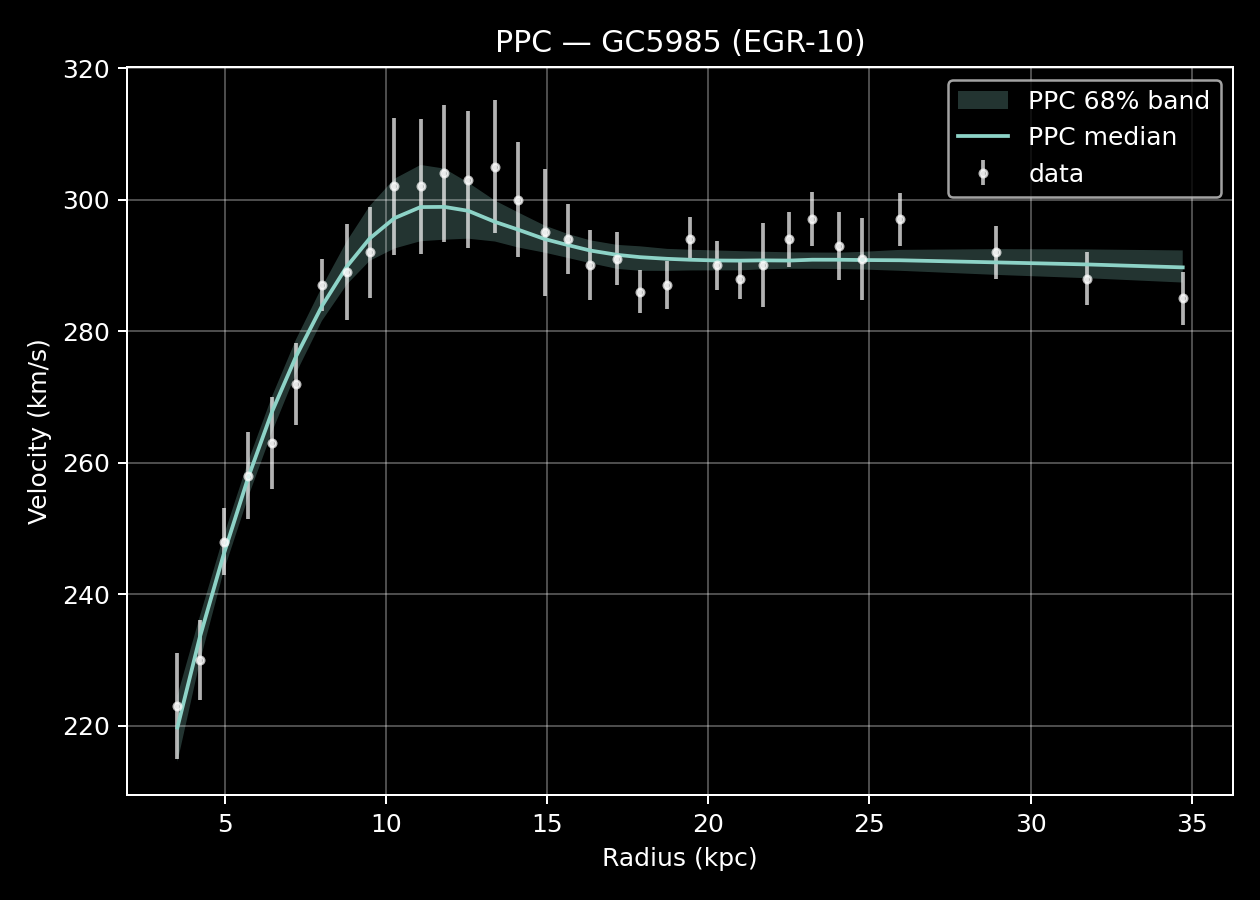 PPC — GC5985 (EGR-10)
320
300
280
260
240
220
Velocity (km/s)
PPC 68% band
PPC median
data
5
10
15
20
25
30
35
Radius (kpc)